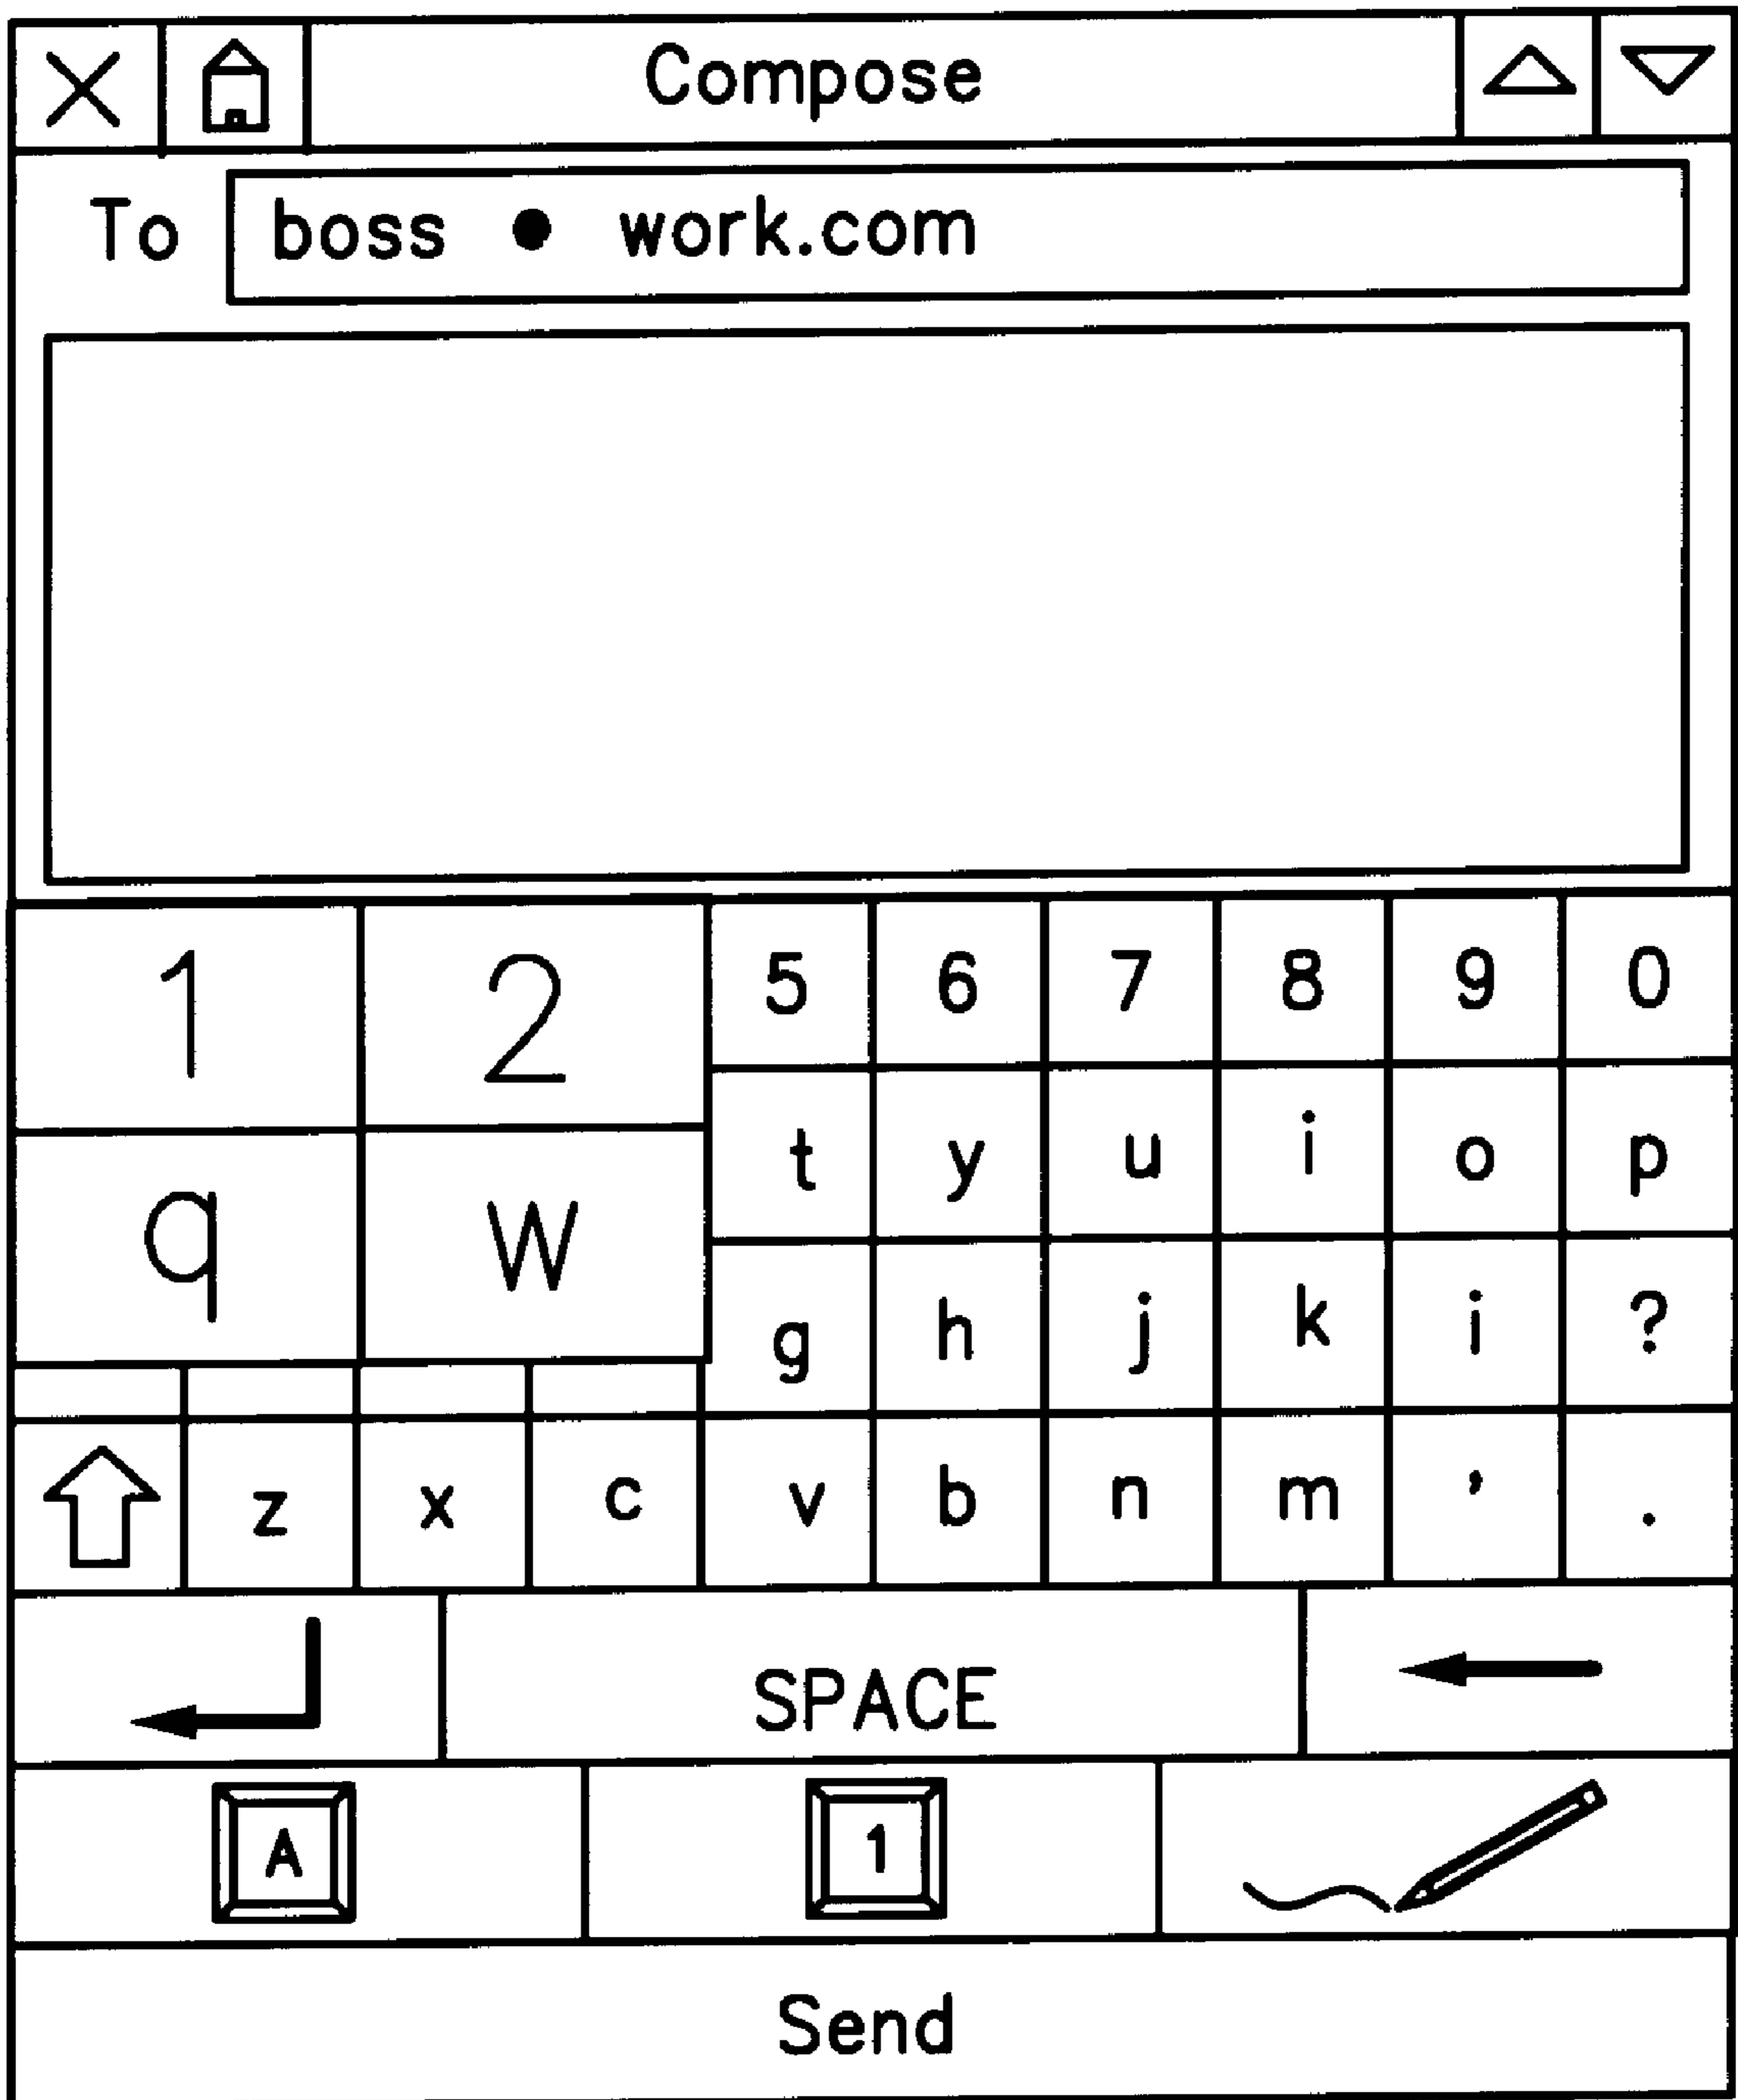 Compose
To boss • work.com
1 2 5 6 7 8 9 0
q w t y u i o p
g h j k i ?
z x c v b n m ' .
SPACE
A 1
Send